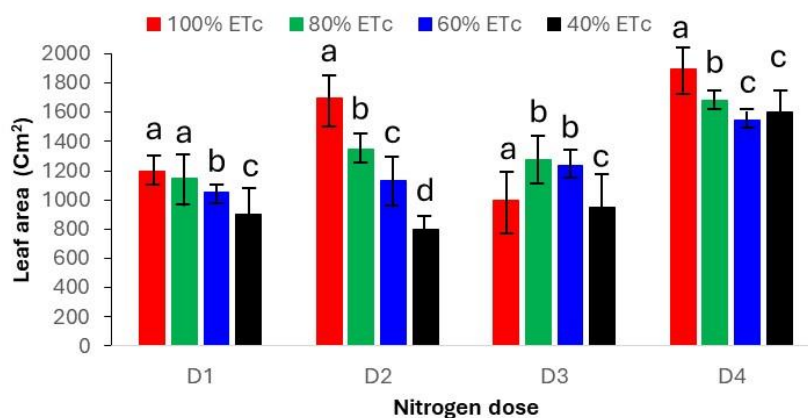 100% ETc 80% ETc 60% ETc 40% ETc
2000
1800
1600
1400
1200
1000
800
600
400
200
0
Leaf area (Cm²)
a a b c
a b c d
a b b c
a b c c
D1 D2 D3 D4
Nitrogen dose